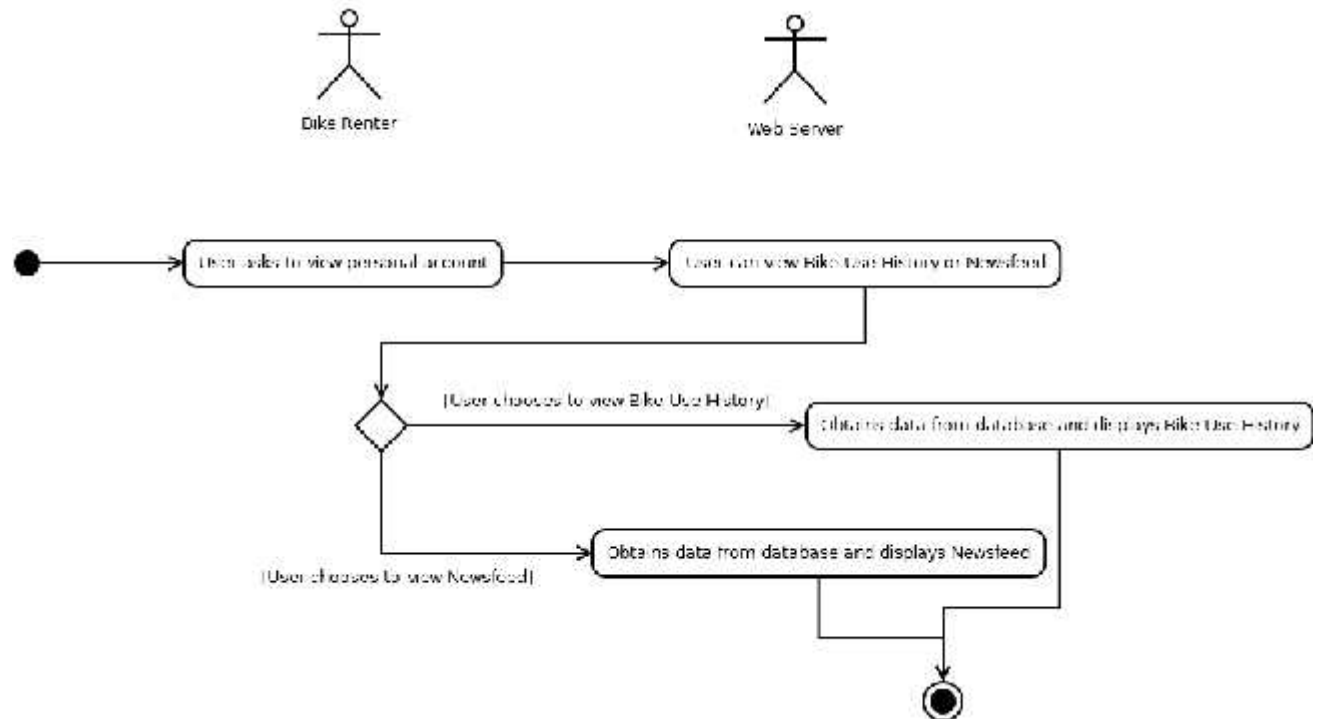 Bike Renter
Web Server
User asks to view personal account
User can view Bike Use History or Newsfeed
[User chooses to view Bike Use History]
Obtains data from database and displays Bike Use History
Obtains data from database and displays Newsfeed
[User chooses to view Newsfeed]